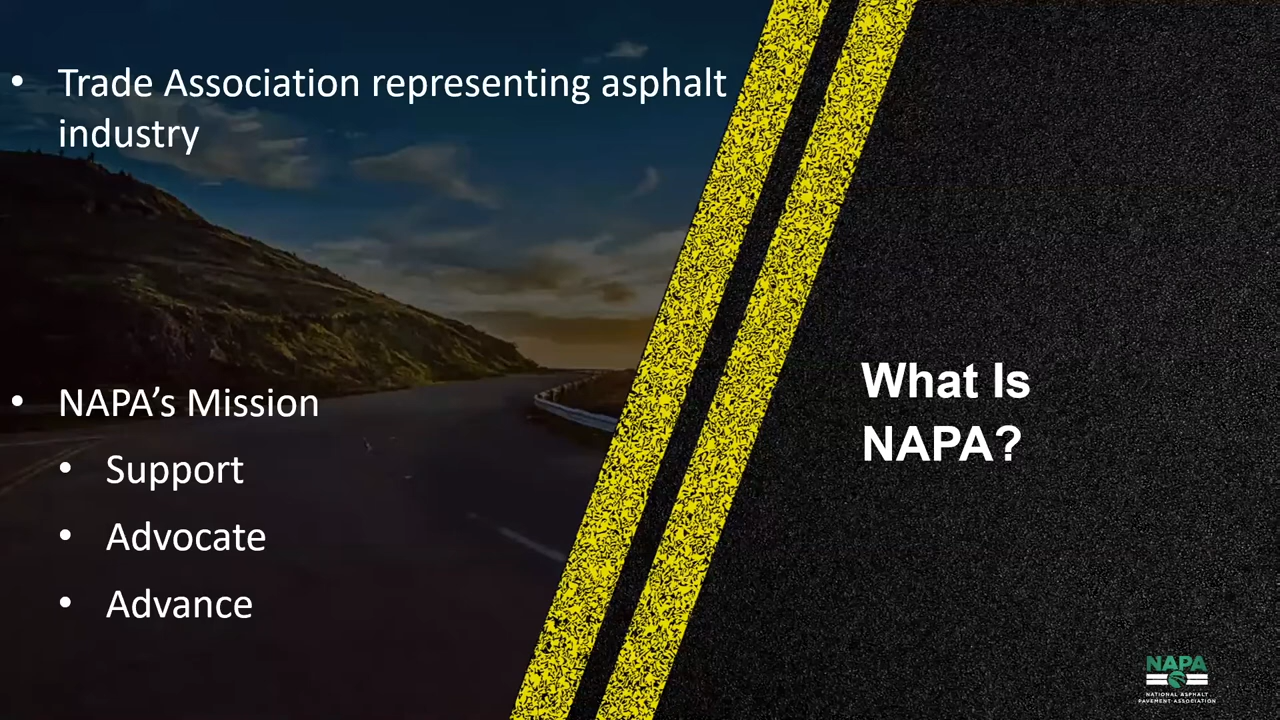 • Trade Association representing asphalt
industry
• NAPA’s Mission
• Support
• Advocate
• Advance
What Is
NAPA?
NAPA
NATIONAL ASPHALT
PAVEMENT ASSOCIATION